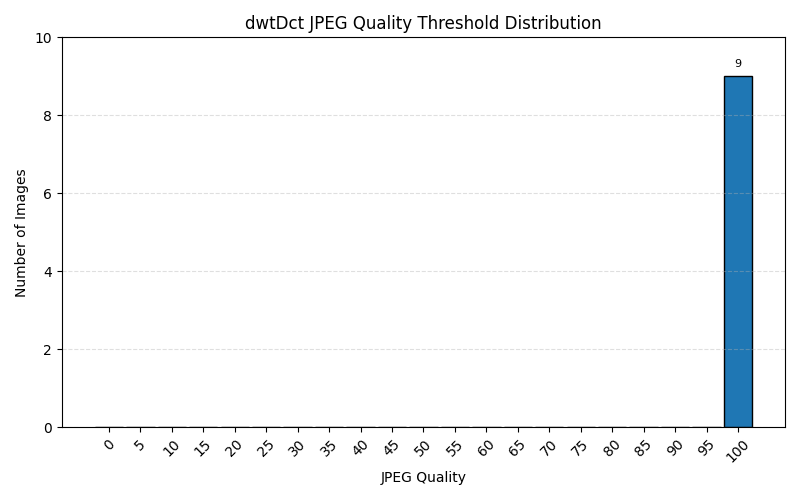 dwtDct JPEG Quality Threshold Distribution
10
9
8
6
4
2
0
Number of Images
0 5 10 15 20 25 30 35 40 45 50 55 60 65 70 75 80 85 90 95 100
JPEG Quality